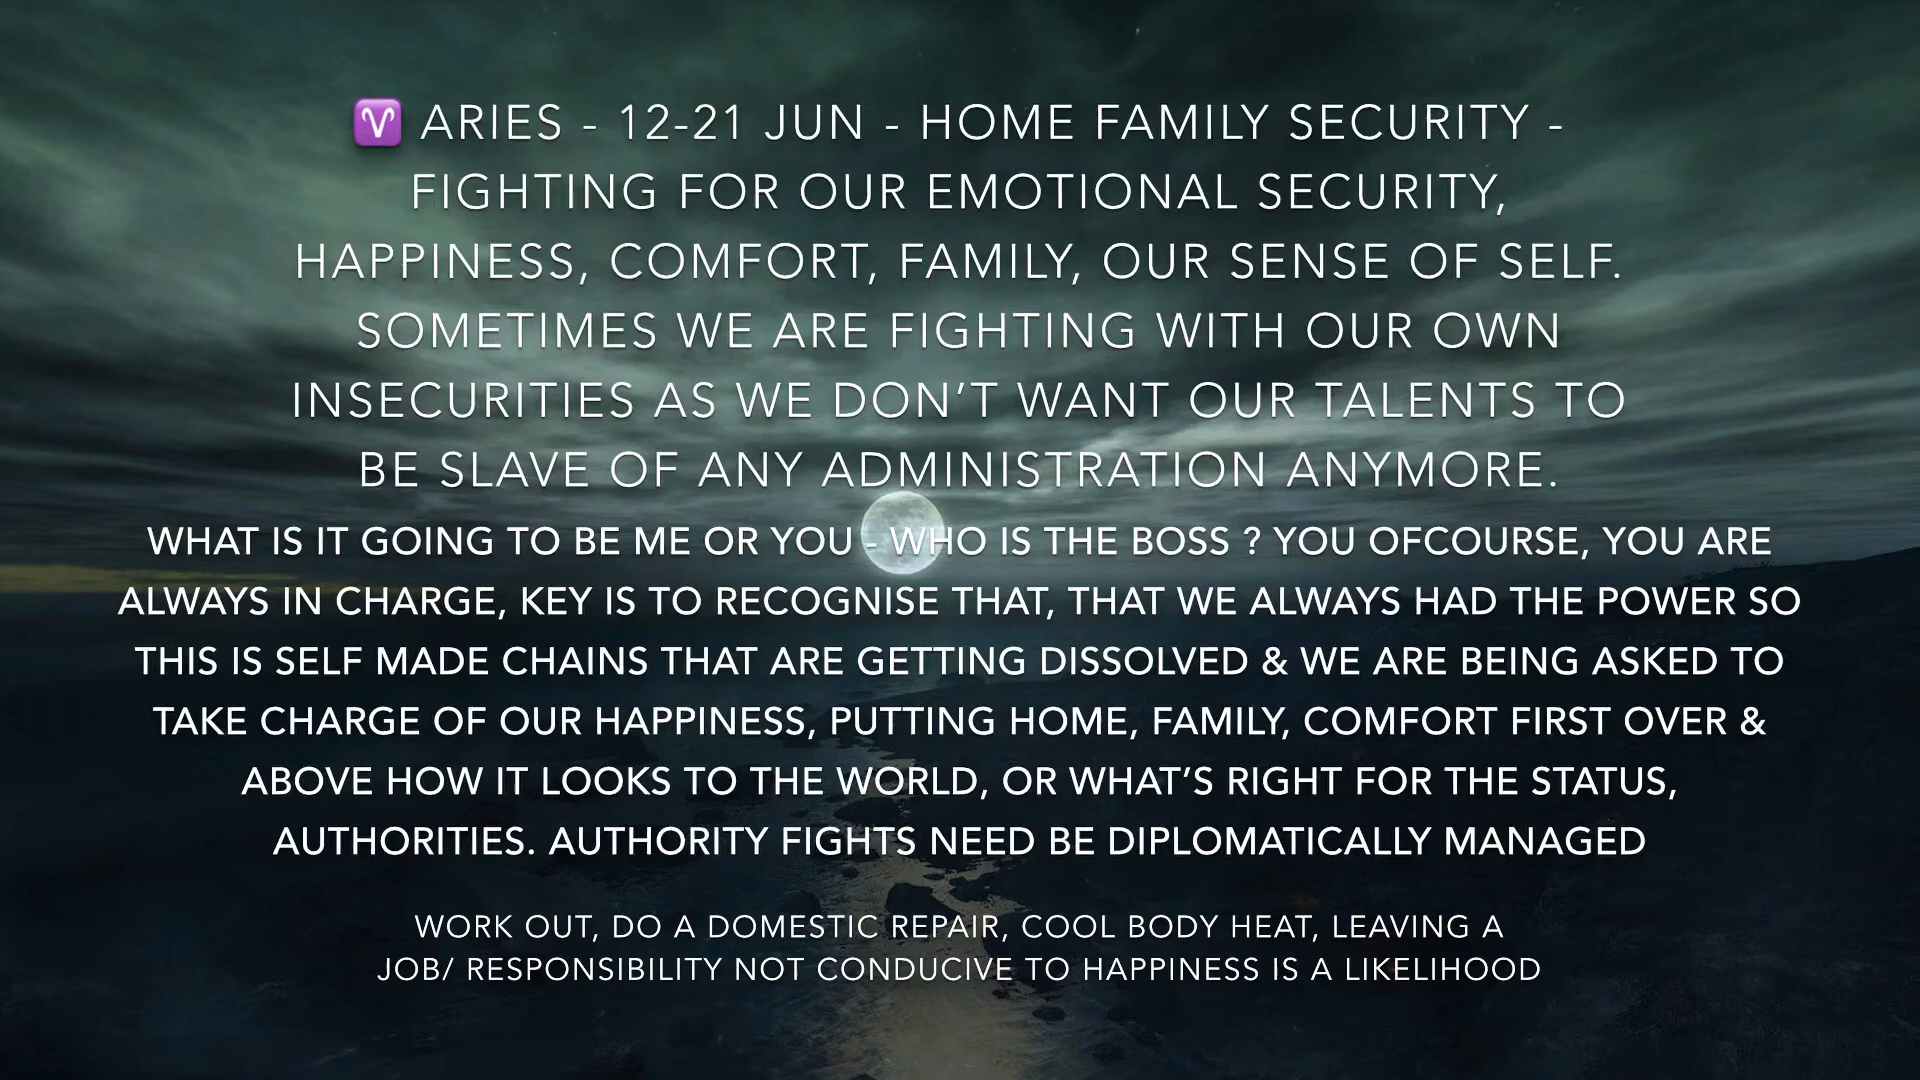 ♈ ARIES - 12-21 JUN - HOME FAMILY SECURITY -
FIGHTING FOR OUR EMOTIONAL SECURITY,
HAPPINESS, COMFORT, FAMILY, OUR SENSE OF SELF.
SOMETIMES WE ARE FIGHTING WITH OUR OWN
INSECURITIES AS WE DON’T WANT OUR TALENTS TO
BE SLAVE OF ANY ADMINISTRATION ANYMORE.
WHAT IS IT GOING TO BE ME OR YOU - WHO IS THE BOSS ? YOU OFCOURSE, YOU ARE
ALWAYS IN CHARGE, KEY IS TO RECOGNISE THAT, THAT WE ALWAYS HAD THE POWER SO
THIS IS SELF MADE CHAINS THAT ARE GETTING DISSOLVED & WE ARE BEING ASKED TO
TAKE CHARGE OF OUR HAPPINESS, PUTTING HOME, FAMILY, COMFORT FIRST OVER &
ABOVE HOW IT LOOKS TO THE WORLD, OR WHAT’S RIGHT FOR THE STATUS,
AUTHORITIES. AUTHORITY FIGHTS NEED BE DIPLOMATICALLY MANAGED
WORK OUT, DO A DOMESTIC REPAIR, COOL BODY HEAT, LEAVING A
JOB/ RESPONSIBILITY NOT CONDUCIVE TO HAPPINESS IS A LIKELIHOOD